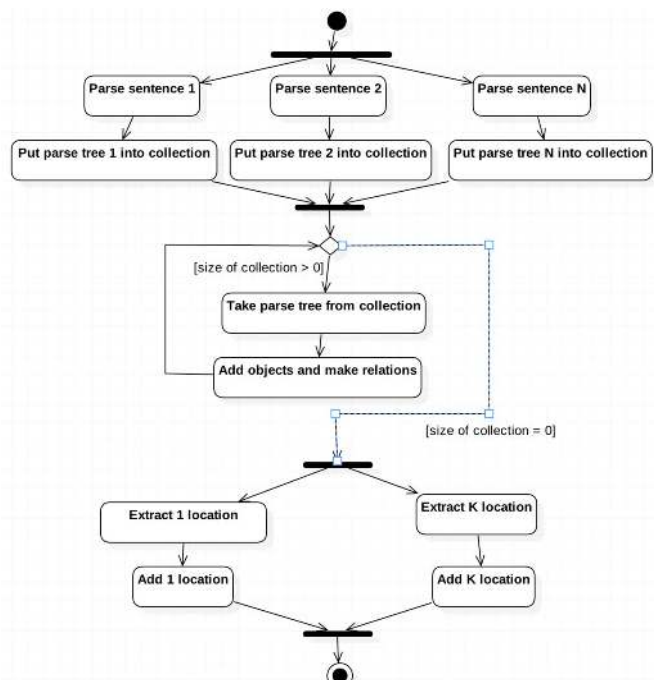 Parse sentence 1
Parse sentence 2
Parse sentence N
Put parse tree 1 into collection
Put parse tree 2 into collection
Put parse tree N into collection
[size of collection > 0]
Take parse tree from collection
Add objects and make relations
[size of collection = 0]
Extract 1 location
Extract K location
Add 1 location
Add K location